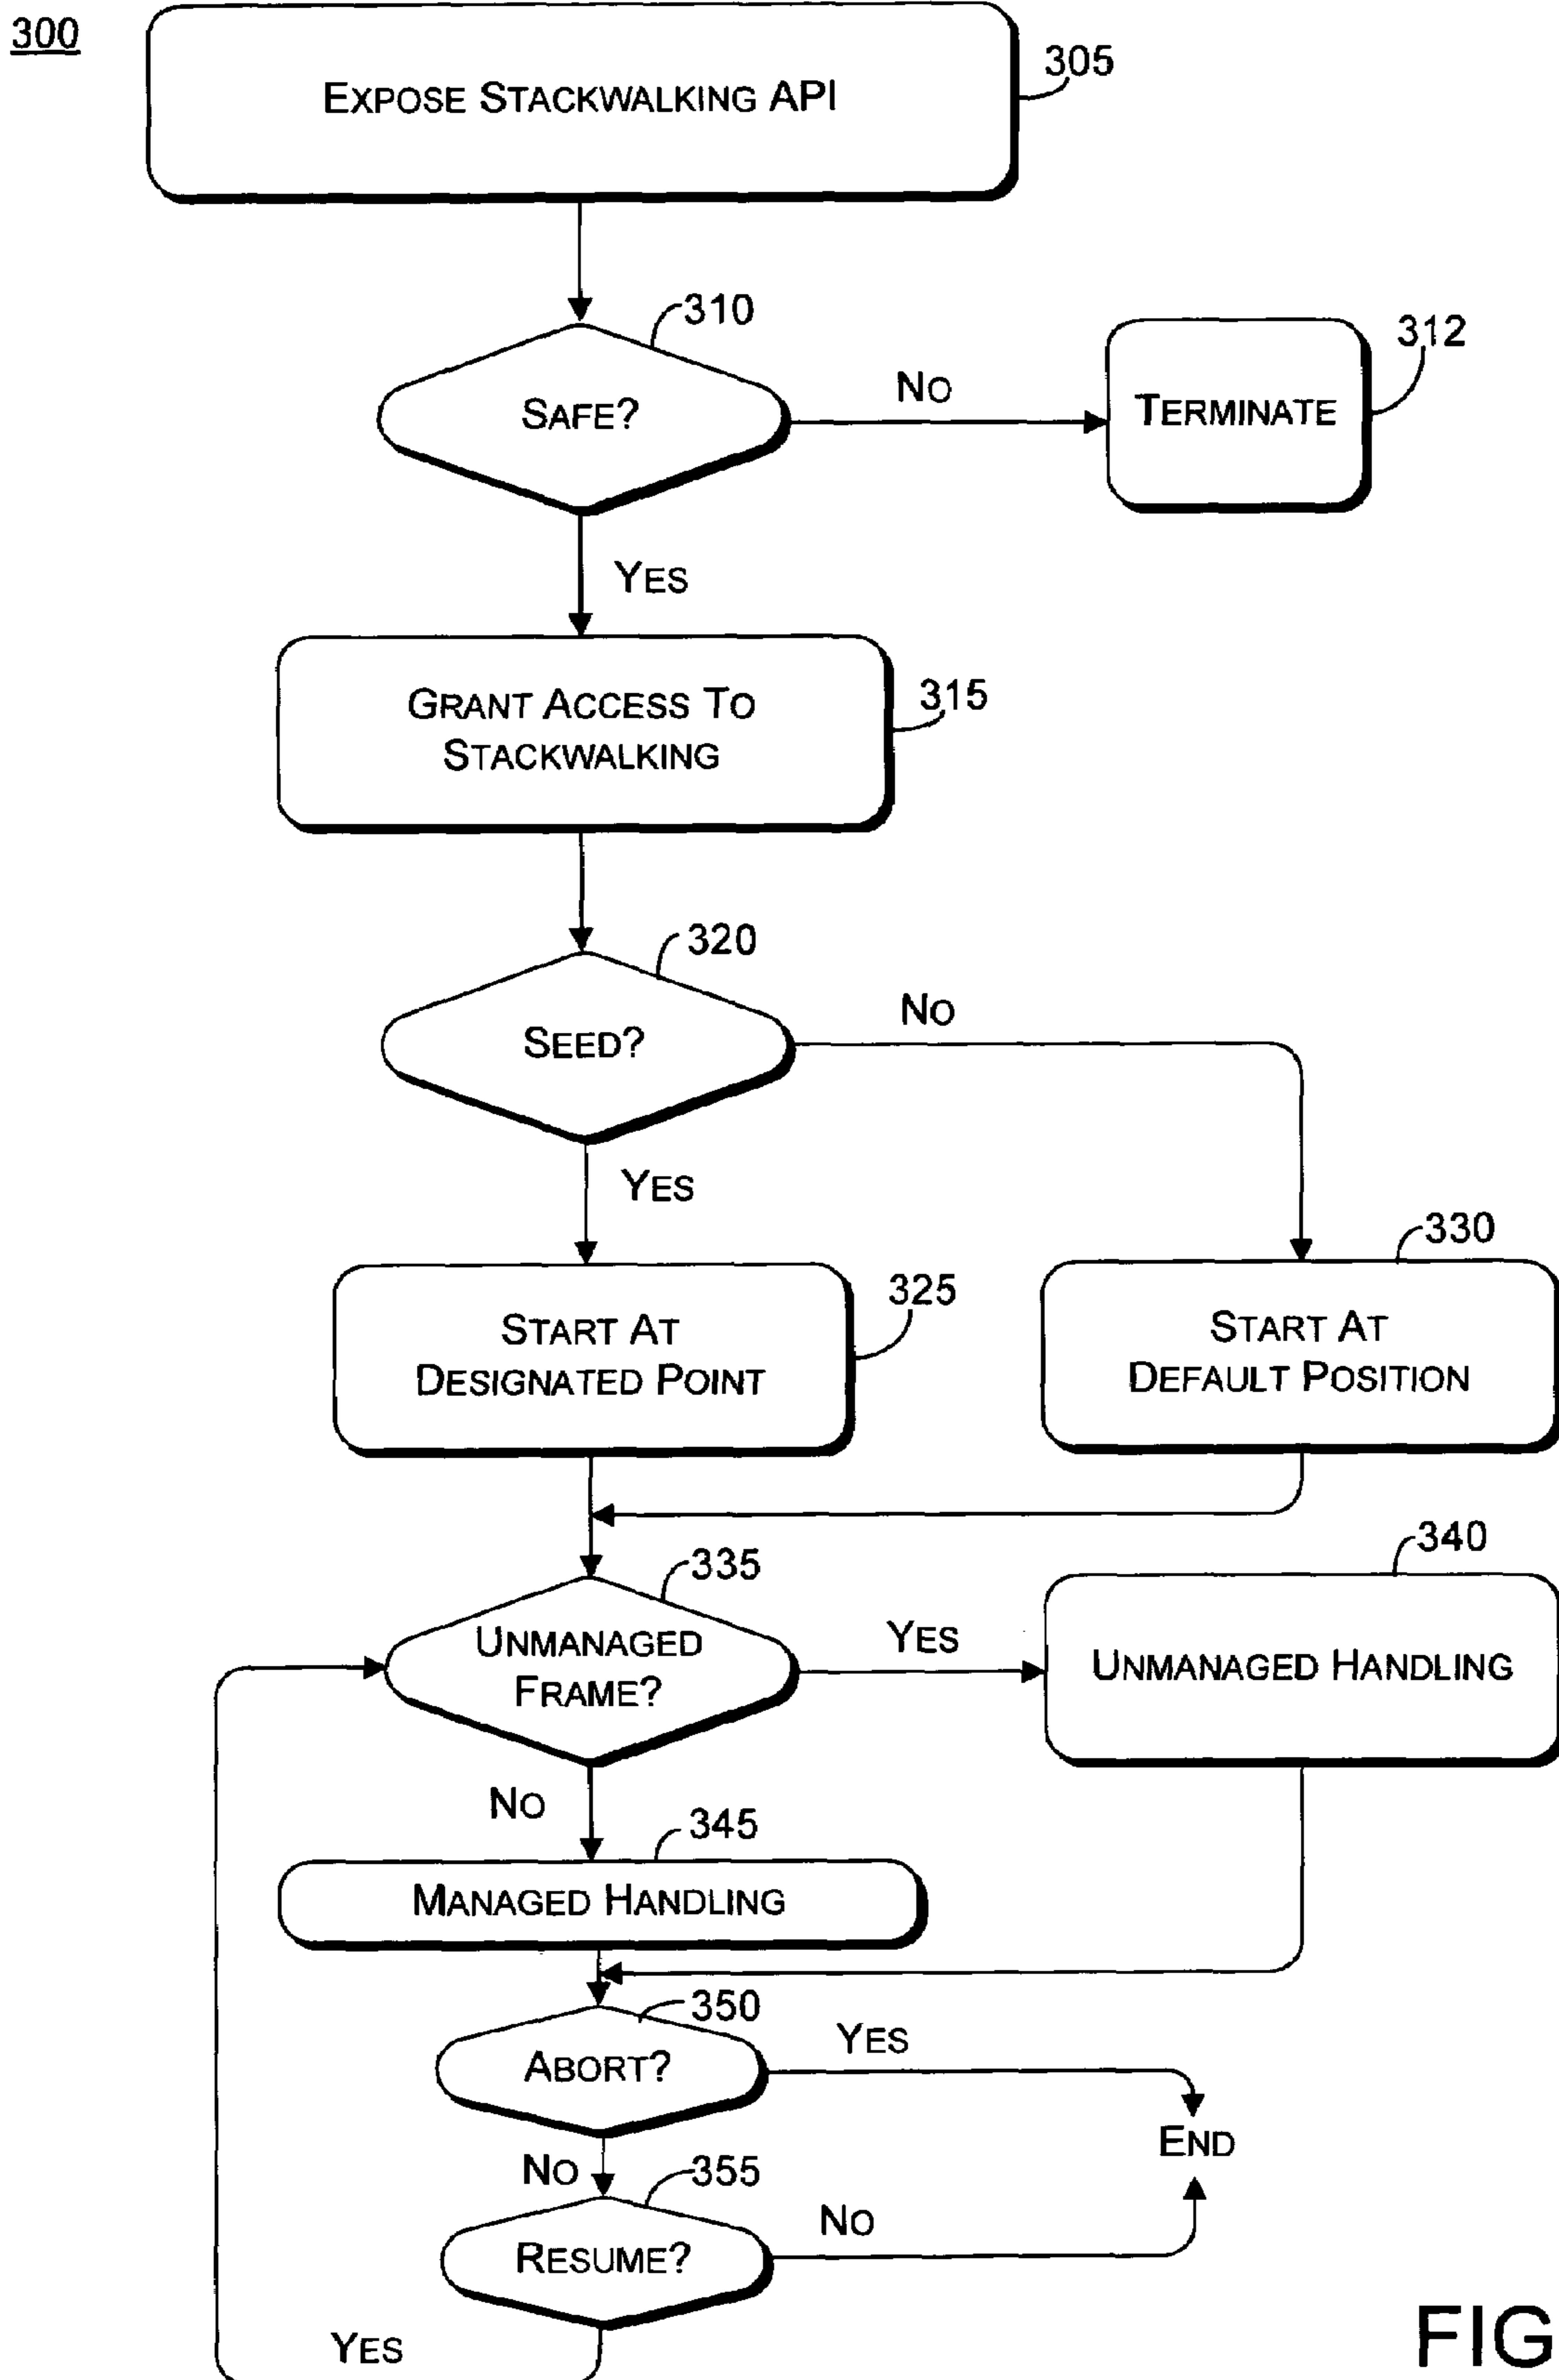 300
EXPOSE STACKWALKING API
305
310
SAFE?
NO
312
TERMINATE
YES
GRANT ACCESS TO
STACKWALKING
315
320
SEED?
NO
YES
325
START AT
DESIGNATED POINT
330
START AT
DEFAULT POSITION
335
UNMANAGED
FRAME?
YES
340
UNMANAGED HANDLING
NO
345
MANAGED HANDLING
350
ABORT?
YES
END
NO
355
RESUME?
NO
YES
FIG